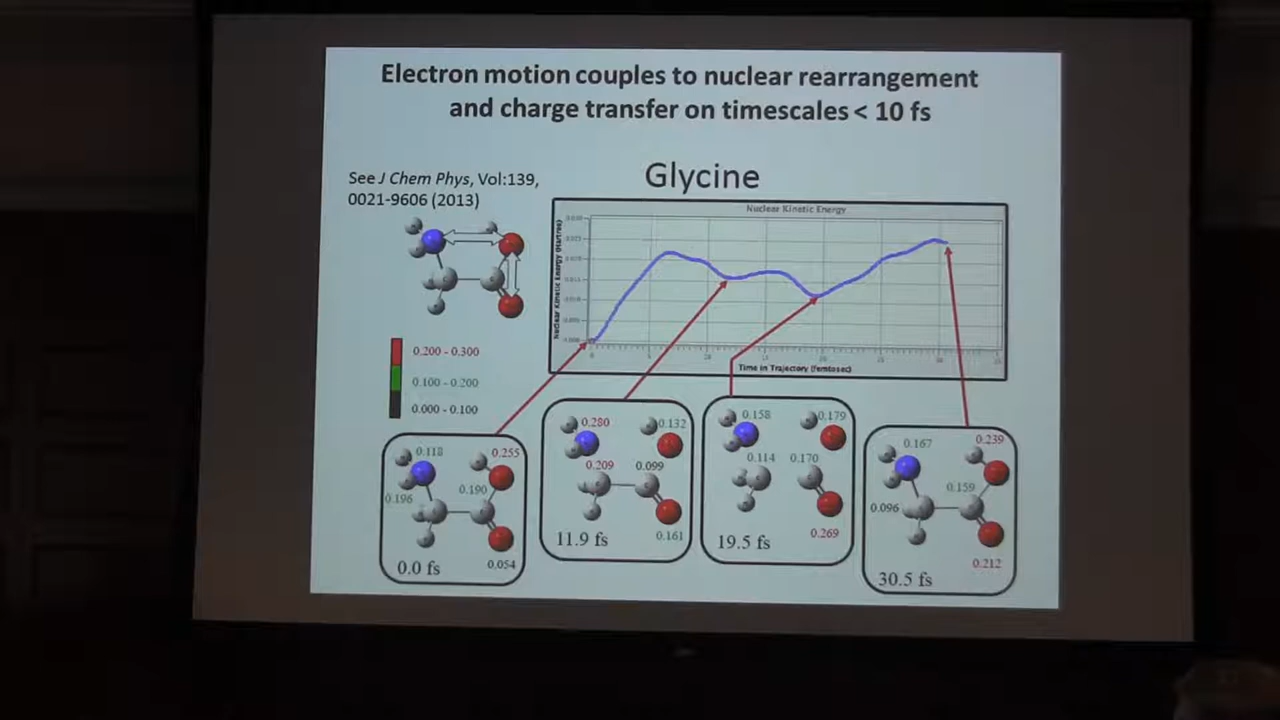 Electron motion couples to nuclear rearrangement
and charge transfer on timescales < 10 fs
See J Chem Phys, Vol:139,
0021-9606 (2013)
Glycine
Nuclear Kinetic Energy
Nuclear Kinetic Energy (Hartrees)
Time in Trajectory (femtosec)
0.200 - 0.300
0.100 - 0.200
0.000 - 0.100
0.118
0.255
0.196
0.190
0.054
0.0 fs
0.280
0.132
0.209
0.099
0.161
11.9 fs
0.158
0.179
0.114
0.170
0.269
19.5 fs
0.167
0.239
0.159
0.096
0.212
30.5 fs